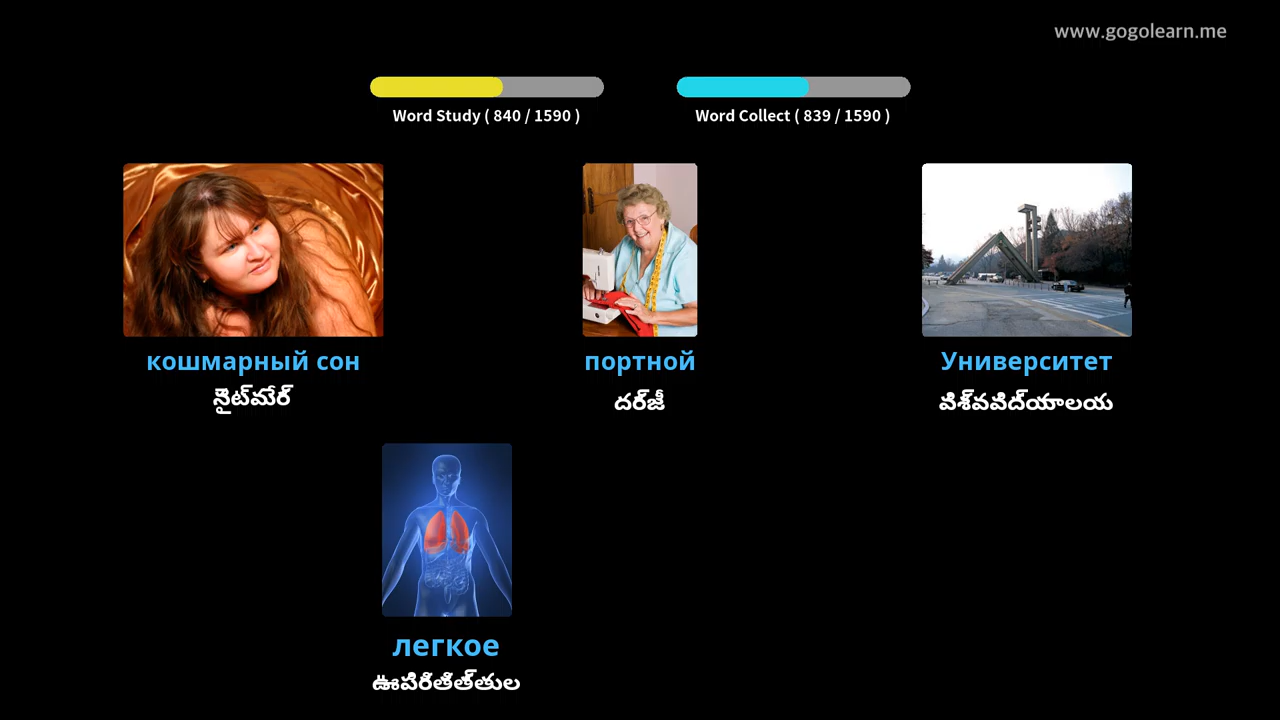 www.gogolearn.me
Word Study ( 840 / 1590 )
Word Collect ( 839 / 1590 )
кошмарный сон
నైట్మేర్
портной
దర్జీ
Университет
విశ్వవిద్యాలయ
легкое
ఊపిరితిత్తుల